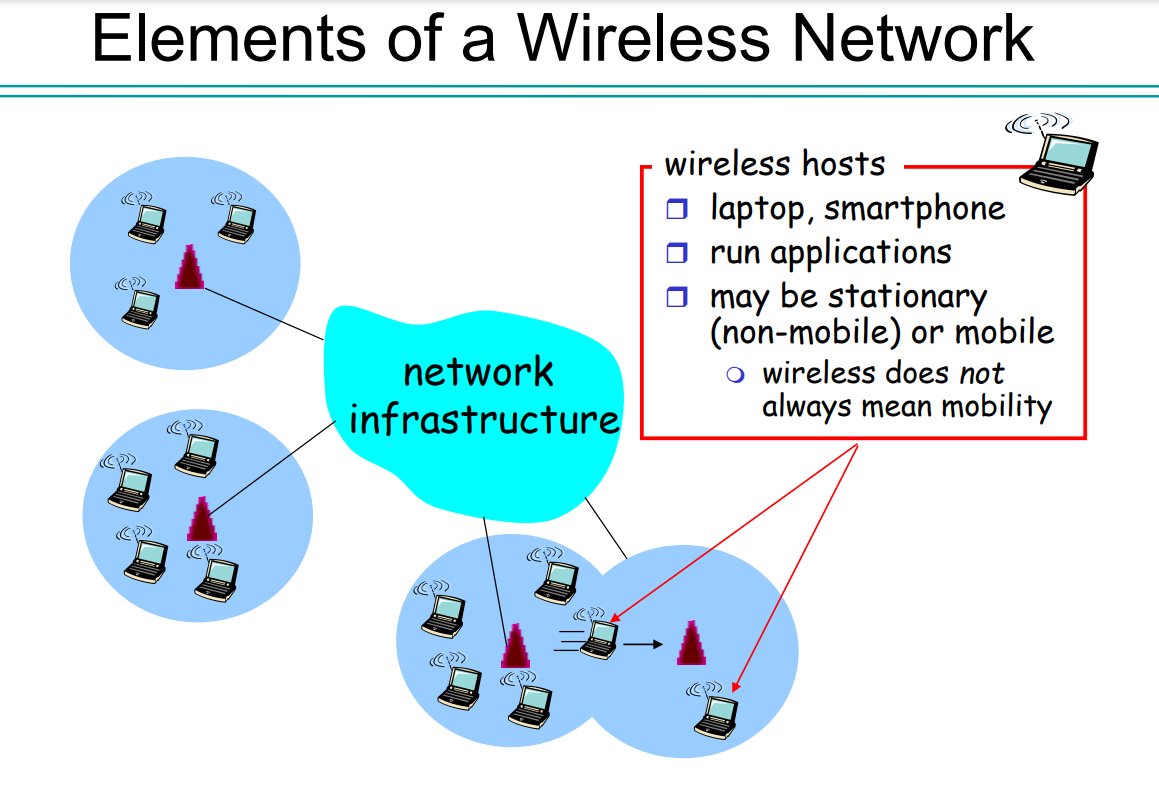 Elements of a Wireless Network
wireless hosts
laptop, smartphone
run applications
may be stationary
(non-mobile) or mobile
wireless does not
always mean mobility
network
infrastructure